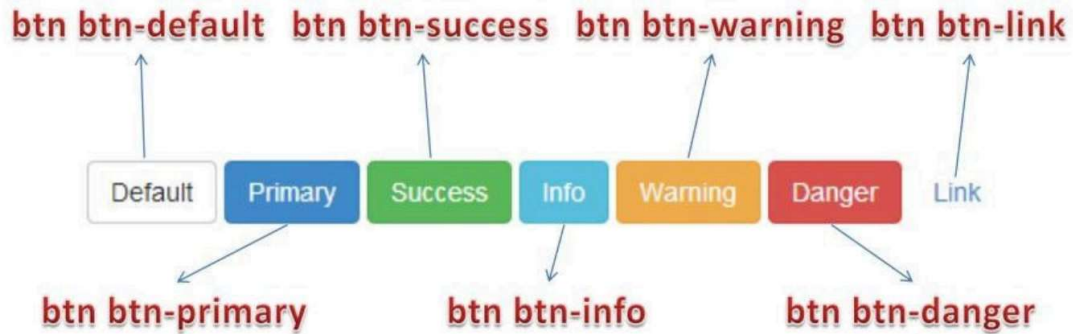 btn btn-default btn btn-success btn btn-warning btn btn-link
Default Primary Success Info Warning Danger Link
btn btn-primary btn btn-info btn btn-danger